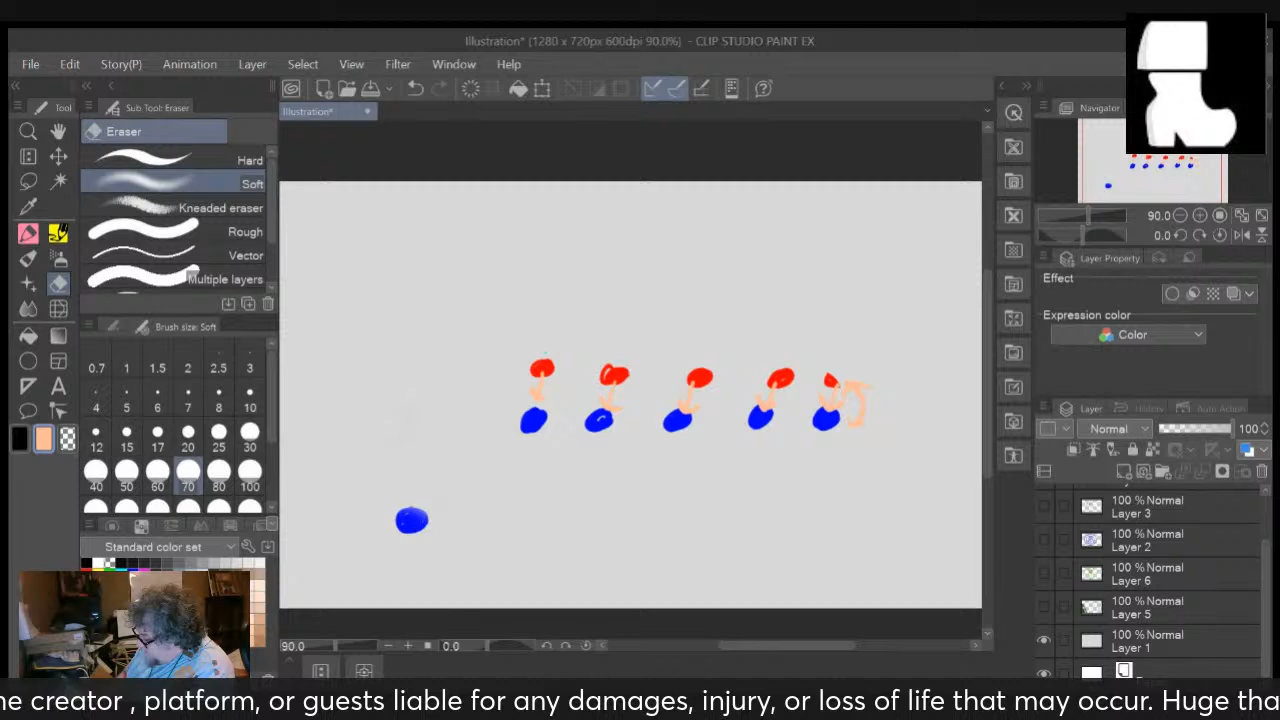 Illustration* (1280 x 720px 600dpi 90.0%) - CLIP STUDIO PAINT EX
File Edit Story(P) Animation Layer Select View Filter Window Help
Tool
Sub Tool: Eraser
Illustration*
Navigator
Eraser
Hard
Soft
Kneaded eraser
Rough
Vector
Multiple layers
90.0
0.0
Layer Property
Effect
Expression color
Color
Brush size: Soft
0.7 1 1.5 2 2.5 3
4 5 6 7 8 10
12 15 17 20 25 30
40 50 60 70 80 100
Layer History Auto Action
Normal 100
Standard color set
100 % Normal
Layer 3
100 % Normal
Layer 2
100 % Normal
Layer 6
100 % Normal
Layer 5
100 % Normal
Layer 1
90.0 0.0
he creator , platform, or guests liable for any damages, injury, or loss of life that may occur. Huge tha